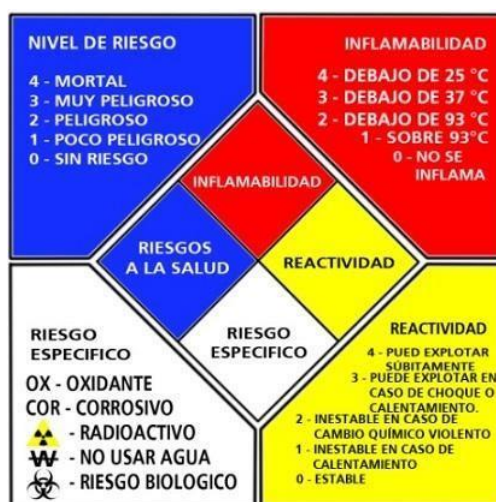 NIVEL DE RIESGO
4 - MORTAL
3 - MUY PELIGROSO
2 - PELIGROSO
1 - POCO PELIGROSO
0 - SIN RIESGO
INFLAMABILIDAD
4 - DEBAJO DE 25 °C
3 - DEBAJO DE 37 °C
2 - DEBAJO DE 93 °C
1 - SOBRE 93°C
0 - NO SE
INFLAMA
INFLAMABILIDAD
RIESGOS
A LA SALUD
REACTIVIDAD
RIESGO
ESPECIFICO
RIESGO
ESPECIFICO
OX - OXIDANTE
COR - CORROSIVO
- RADIOACTIVO
W - NO USAR AGUA
- RIESGO BIOLOGICO
REACTIVIDAD
4 - PUED EXPLOTAR
SÚBITAMENTE
3 - PUEDE EXPLOTAR EN
CASO DE CHOQUE O
CALENTAMIENTO.
2 - INESTABLE EN CASO DE
CAMBIO QUÍMICO VIOLENTO
1 - INESTABLE EN CASO DE
CALENTAMIENTO
0 - ESTABLE